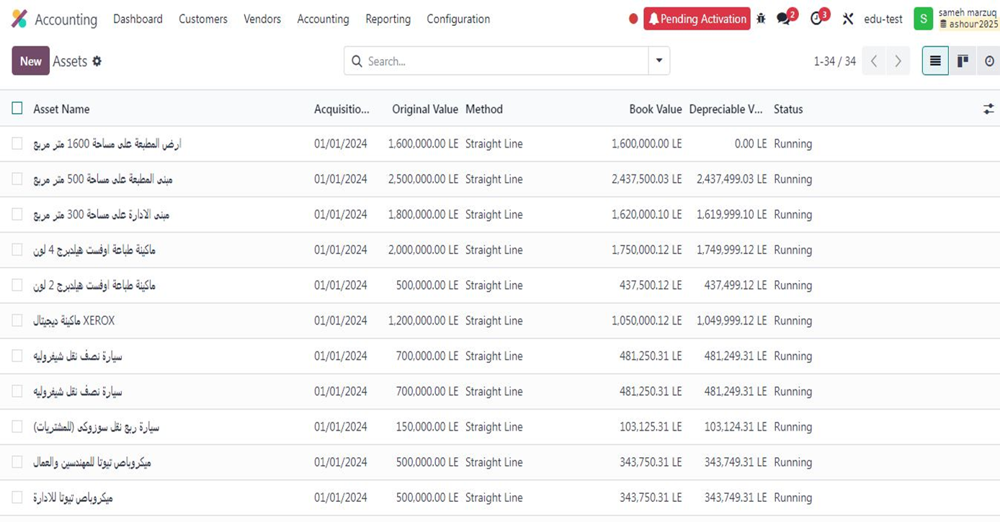 Accounting Dashboard Customers Vendors Accounting Reporting Configuration Pending Activation 2 3 edu-test S sameh marzuq
ashour2025
New Assets Search... 1-34 / 34
Asset Name Acquisitio... Original Value Method Book Value Depreciable V... Status
ارض المطبعة على مساحة 1600 متر مربع 01/01/2024 1,600,000.00 LE Straight Line 1,600,000.00 LE 0.00 LE Running
مبنى المطبعة على مساحة 500 متر مربع 01/01/2024 2,500,000.00 LE Straight Line 2,437,500.03 LE 2,437,499.03 LE Running
مبنى الادارة على مساحة 300 متر مربع 01/01/2024 1,800,000.00 LE Straight Line 1,620,000.10 LE 1,619,999.10 LE Running
ماكينة طباعة اوفست هيلدبرج 4 لون 01/01/2024 2,000,000.00 LE Straight Line 1,750,000.12 LE 1,749,999.12 LE Running
ماكينة طباعة اوفست هيلدبرج 2 لون 01/01/2024 500,000.00 LE Straight Line 437,500.12 LE 437,499.12 LE Running
ماكينة ديجيتال XEROX 01/01/2024 1,200,000.00 LE Straight Line 1,050,000.12 LE 1,049,999.12 LE Running
سيارة نصف نقل شيفروليه 01/01/2024 700,000.00 LE Straight Line 481,250.31 LE 481,249.31 LE Running
سيارة نصف نقل شيفروليه 01/01/2024 700,000.00 LE Straight Line 481,250.31 LE 481,249.31 LE Running
سيارة ربع نقل سوزوكى (للمشتريات) 01/01/2024 150,000.00 LE Straight Line 103,125.31 LE 103,124.31 LE Running
ميكروباص تيوتا للمهندسين والعمال 01/01/2024 500,000.00 LE Straight Line 343,750.31 LE 343,749.31 LE Running
ميكروباص تيوتا للادارة 01/01/2024 500,000.00 LE Straight Line 343,750.31 LE 343,749.31 LE Running